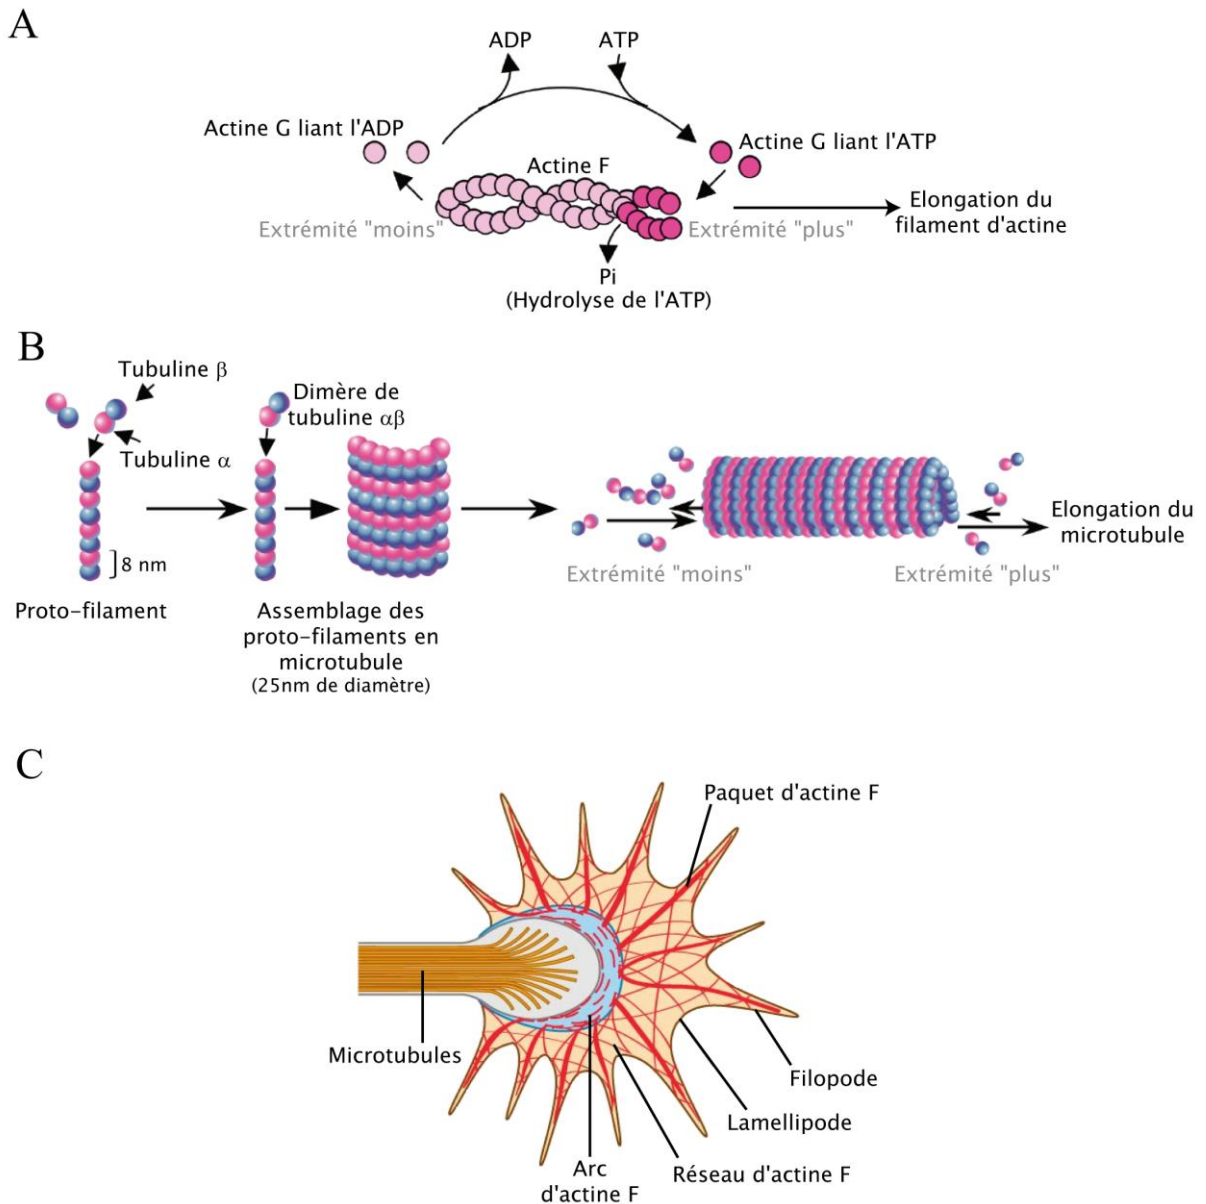 A
ADP
ATP
Actine G liant l'ADP
Actine G liant l'ATP
Actine F
Extrémité "moins"
Extrémité "plus"
Elongation du
filament d'actine
Pi
(Hydrolyse de l'ATP)
B
Tubuline β
Tubuline α
Dimère de
tubuline αβ
8 nm
Proto-filament
Assemblage des
proto-filaments en
microtubule
(25nm de diamètre)
Extrémité "moins"
Extrémité "plus"
Elongation du
microtubule
C
Paquet d'actine F
Microtubules
Filopode
Lamellipode
Réseau d'actine F
Arc
d'actine F